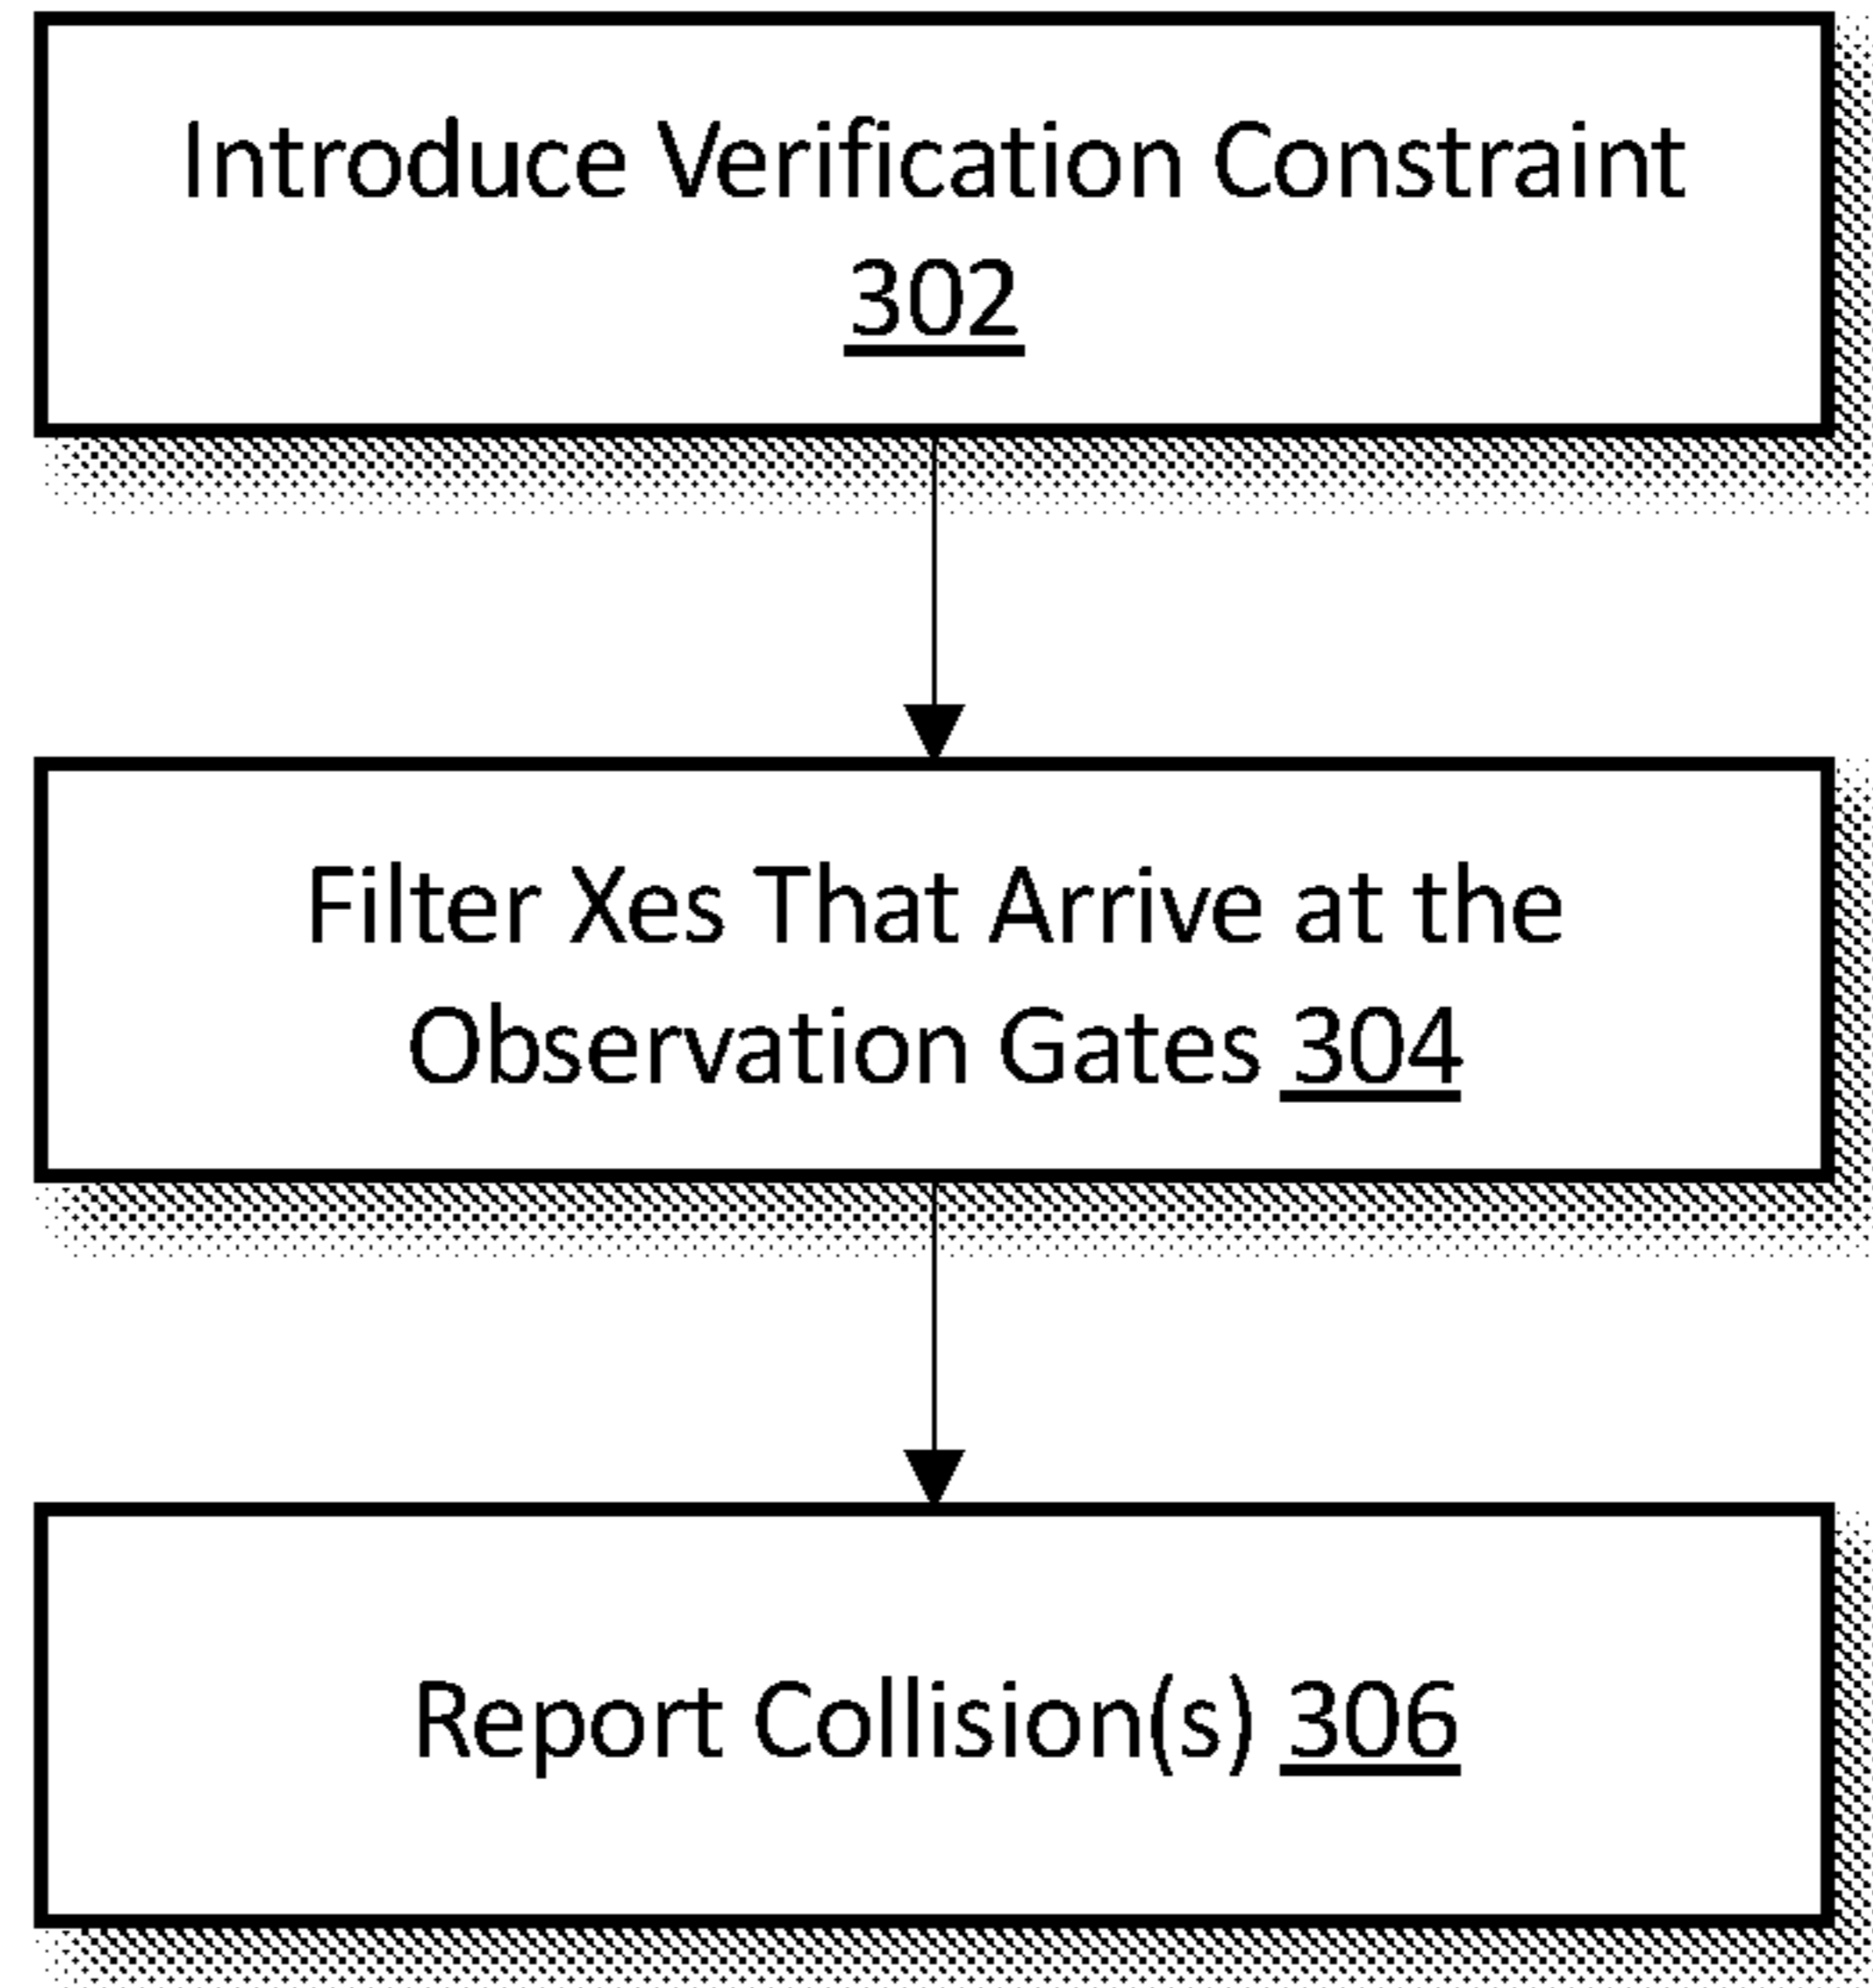 Introduce Verification Constraint
302
Filter Xes That Arrive at the
Observation Gates 304
Report Collision(s) 306